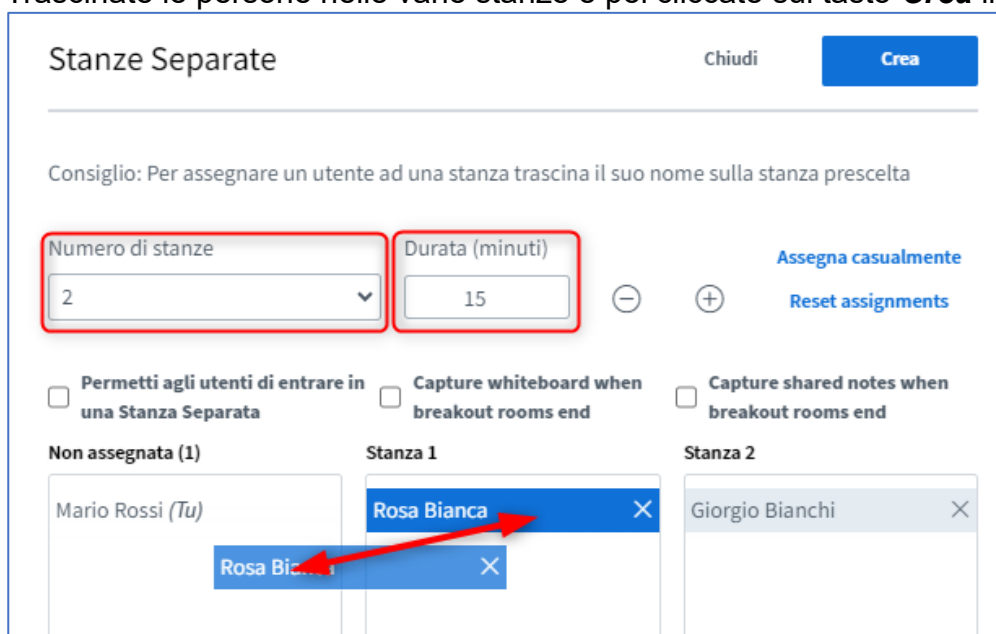 Stanze Separate
Chiudi
Crea
Consiglio: Per assegnare un utente ad una stanza trascina il suo nome sulla stanza prescelta
Numero di stanze
Durata (minuti)
Assegna casualmente
2
15
Reset assignments
Permetti agli utenti di entrare in
una Stanza Separata
Capture whiteboard when
breakout rooms end
Capture shared notes when
breakout rooms end
Non assegnata (1)
Stanza 1
Stanza 2
Mario Rossi (Tu)
Rosa Bianca
Giorgio Bianchi
Rosa Bianca